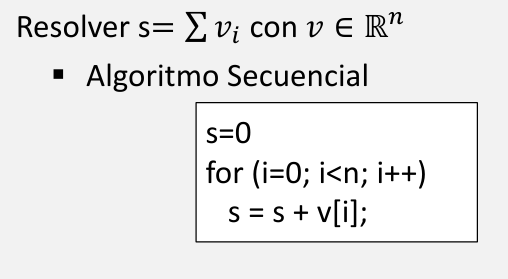 Resolver s= ∑ 𝑣ᵢ con 𝑣 ∈ ℝⁿ
▪ Algoritmo Secuencial
s=0
for (i=0; i<n; i++)
s = s + v[i];